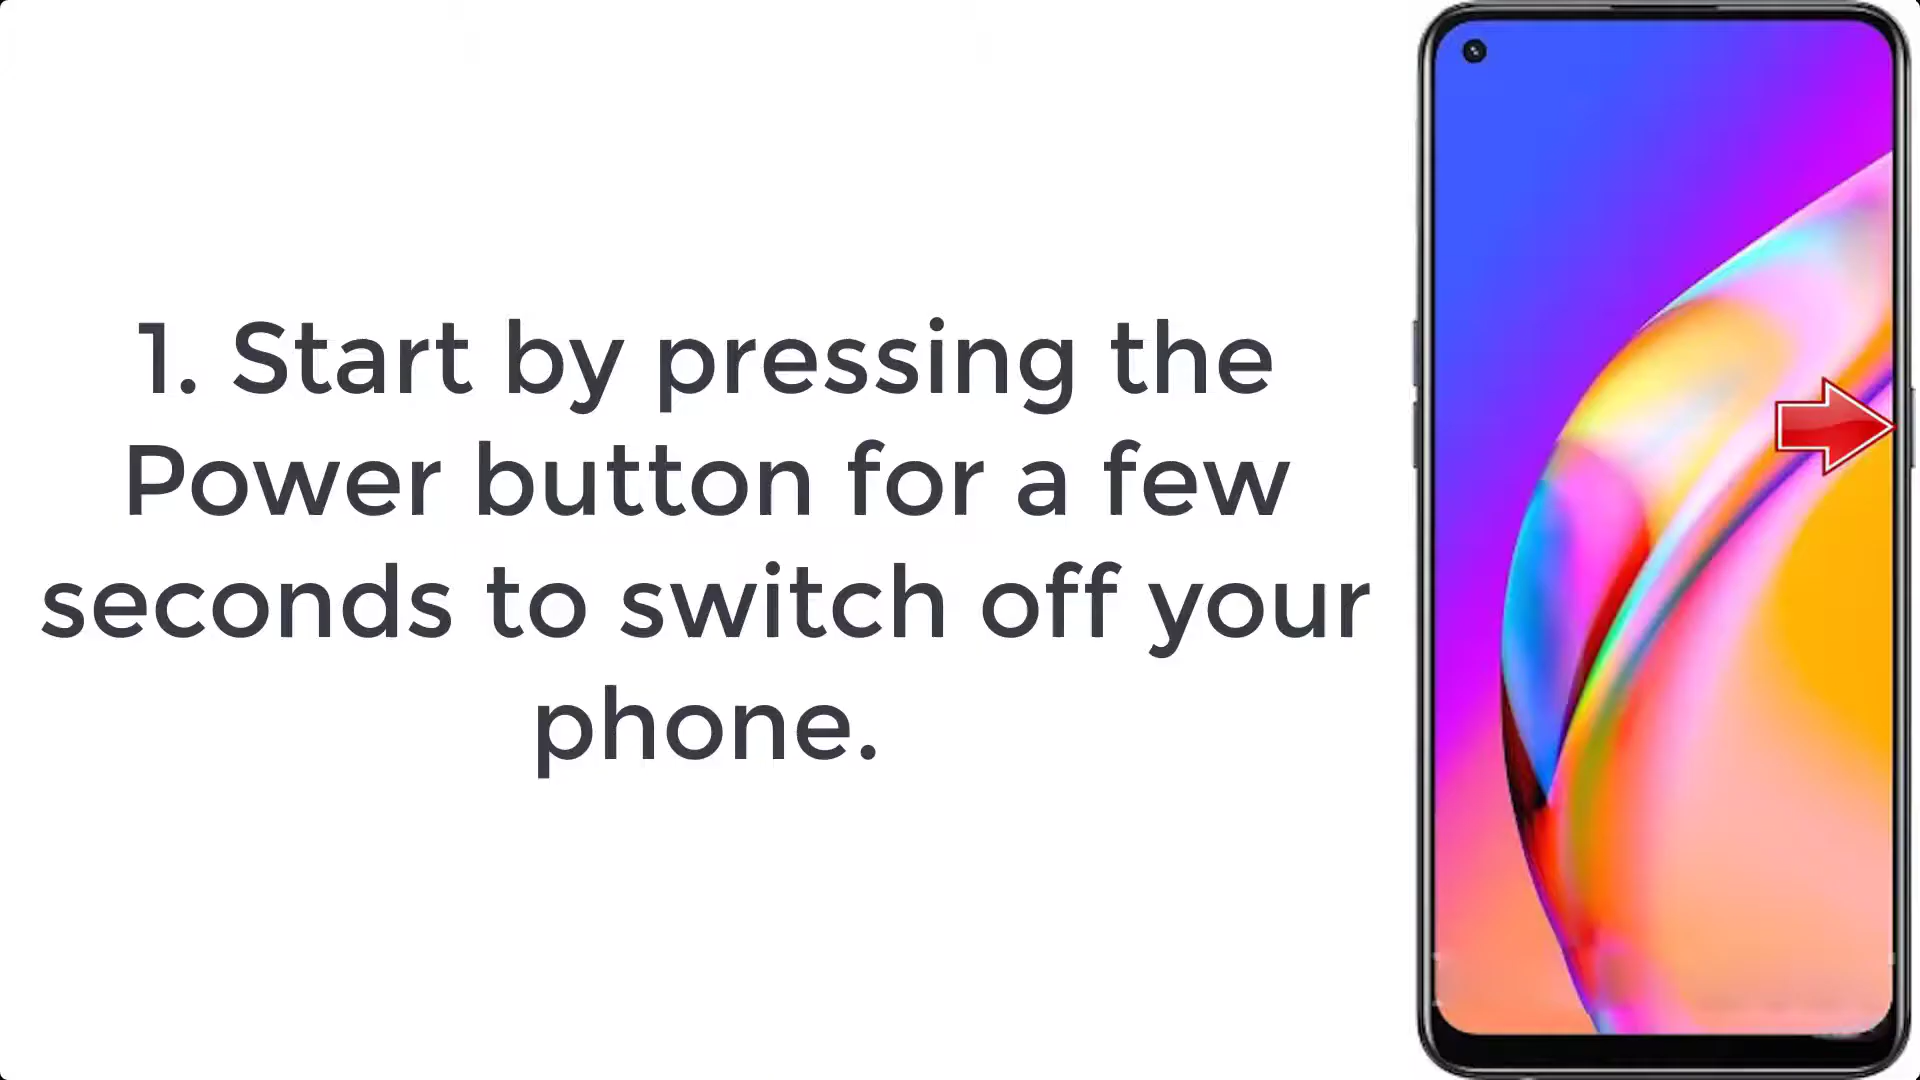 1. Start by pressing the
Power button for a few
seconds to switch off your
phone.